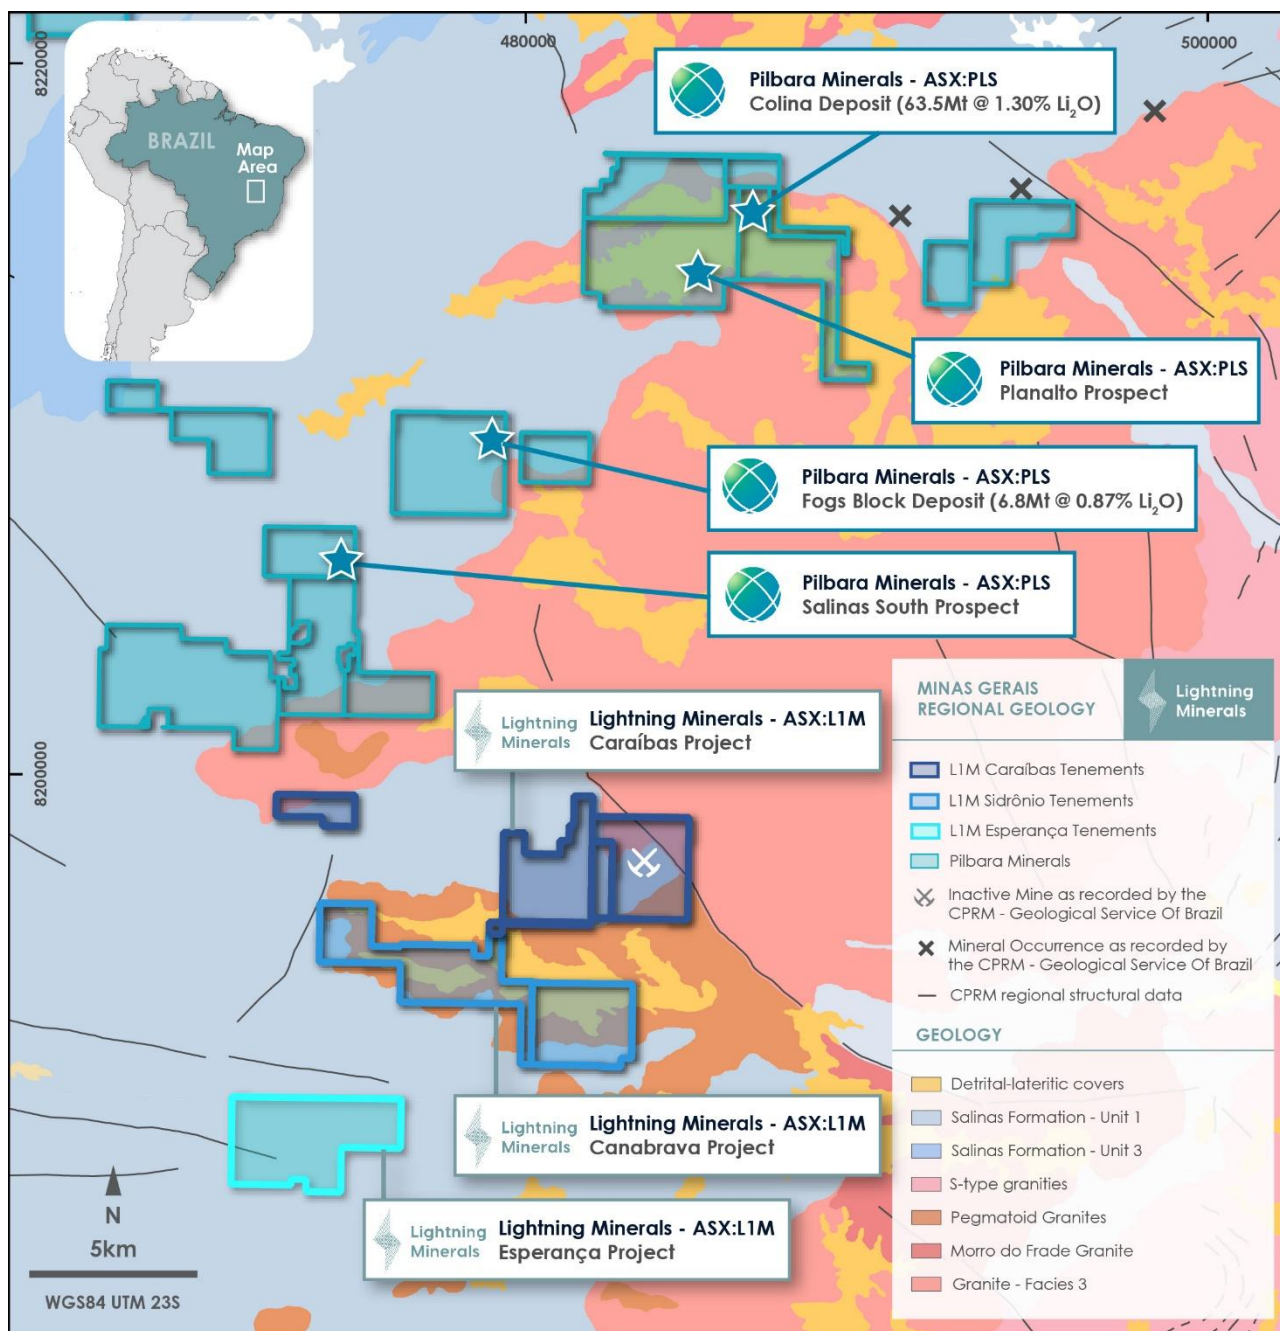 480000
500000
8220000
8200000
BRAZIL
Map
Area
Pilbara Minerals - ASX:PLS
Colina Deposit (63.5Mt @ 1.30% Li₂O)
Pilbara Minerals - ASX:PLS
Planalto Prospect
Pilbara Minerals - ASX:PLS
Fogs Block Deposit (6.8Mt @ 0.87% Li₂O)
Pilbara Minerals - ASX:PLS
Salinas South Prospect
Lightning
Minerals
Lightning Minerals - ASX:L1M
Caraíbas Project
Lightning
Minerals
Lightning Minerals - ASX:L1M
Canabrava Project
Lightning
Minerals
Lightning Minerals - ASX:L1M
Esperança Project
N
5km
WGS84 UTM 23S
MINAS GERAIS
REGIONAL GEOLOGY
Lightning
Minerals
L1M Caraíbas Tenements
L1M Sidrônio Tenements
L1M Esperança Tenements
Pilbara Minerals
Inactive Mine as recorded by the
CPRM - Geological Service Of Brazil
Mineral Occurrence as recorded by
the CPRM - Geological Service Of Brazil
CPRM regional structural data
GEOLOGY
Detrital-lateritic covers
Salinas Formation - Unit 1
Salinas Formation - Unit 3
S-type granities
Pegmatoid Granites
Morro do Frade Granite
Granite - Facies 3